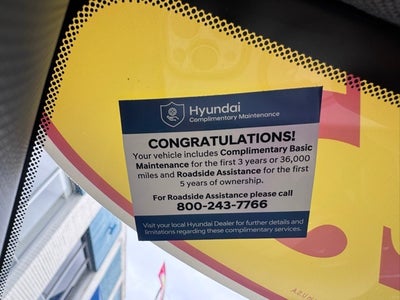 Hyundai
Complimentary Maintenance
CONGRATULATIONS!
Your vehicle includes Complimentary Basic
Maintenance for the first 3 years or 36,000
miles and Roadside Assistance for the first
5 years of ownership.
For Roadside Assistance please call
800-243-7766
Visit your local Hyundai Dealer for further details and
limitations regarding these complimentary services.